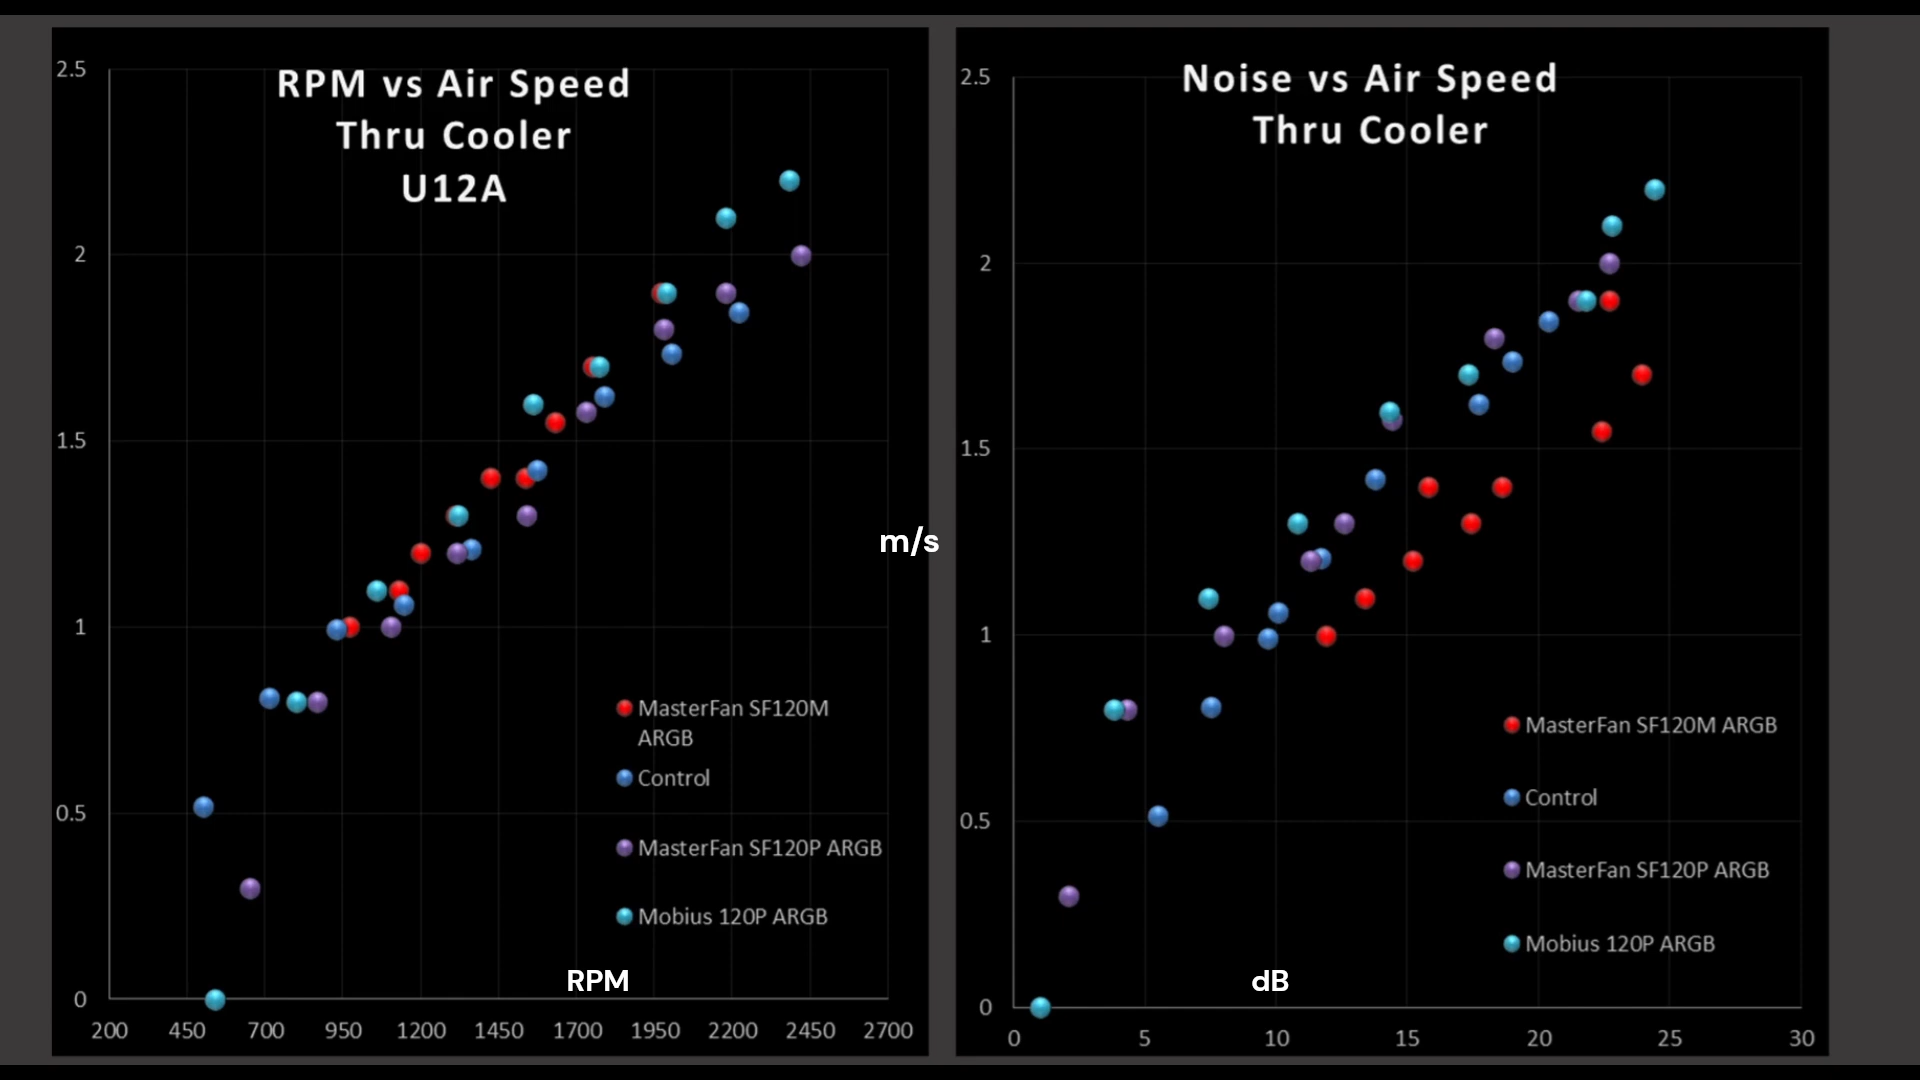 RPM vs Air Speed
Thru Cooler
U12A
2.5
2
1.5
1
0.5
0
200 450 700 950 1200 1450 1700 1950 2200 2450 2700
MasterFan SF120M
ARGB
Control
MasterFan SF120P ARGB
Mobius 120P ARGB
RPM
m/s
Noise vs Air Speed
Thru Cooler
2.5
2
1.5
1
0.5
0
0 5 10 15 20 25 30
MasterFan SF120M ARGB
Control
MasterFan SF120P ARGB
Mobius 120P ARGB
dB